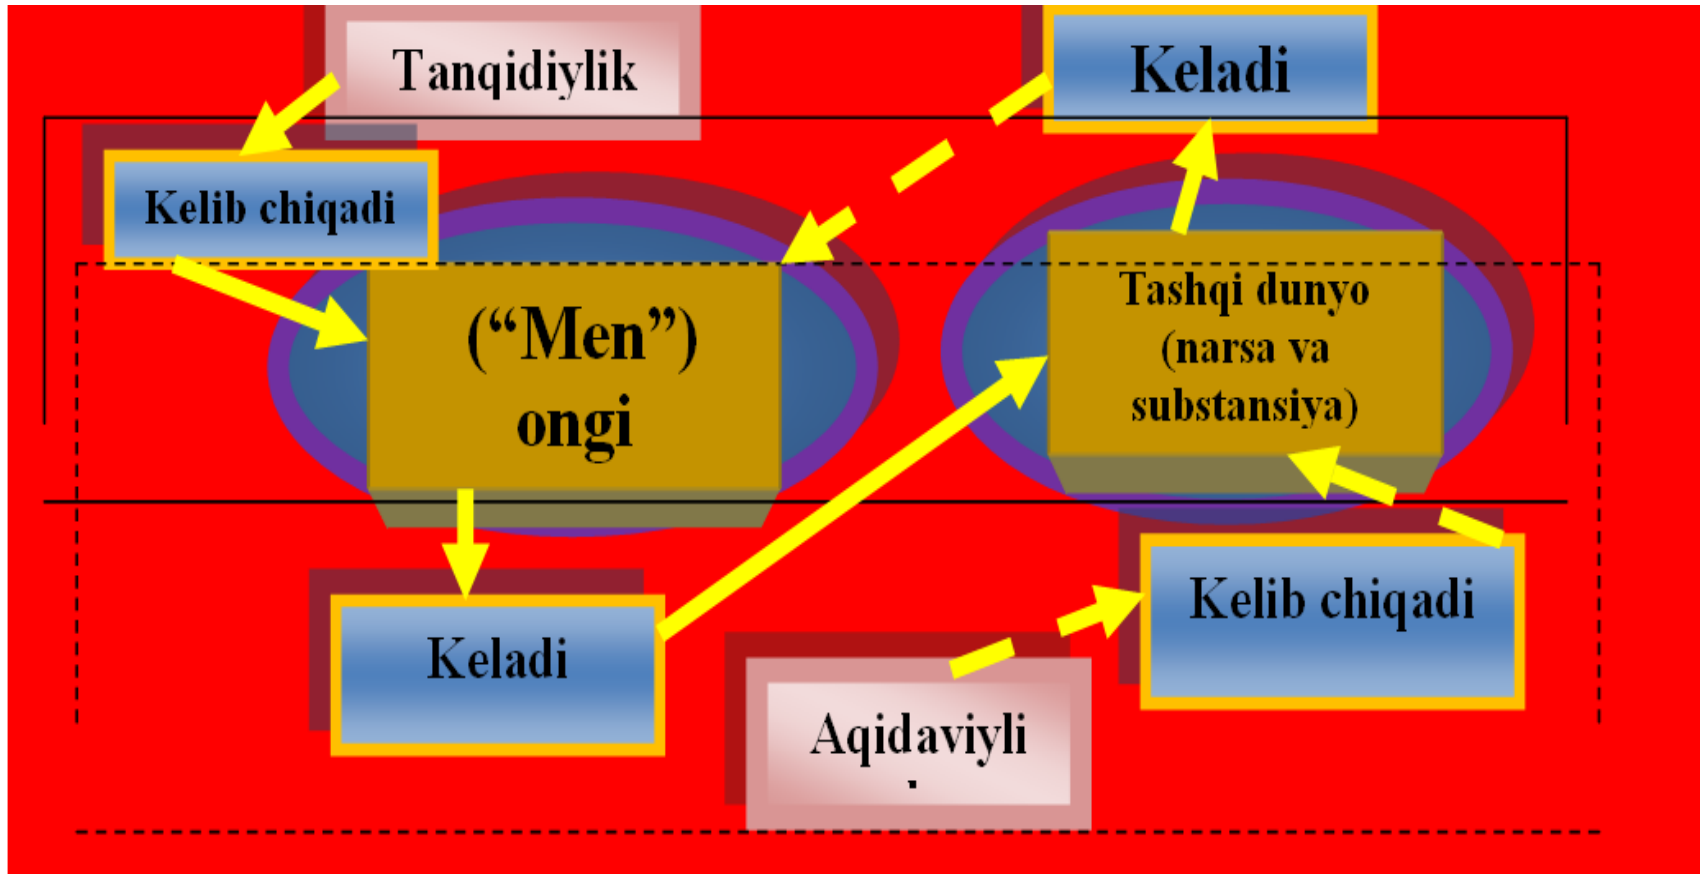 Tanqidiylik
Keladi
Kelib chiqadi
(“Men”)
ongi
Tashqi dunyo
(narsa va
substansiya)
Keladi
Kelib chiqadi
Aqidaviyli